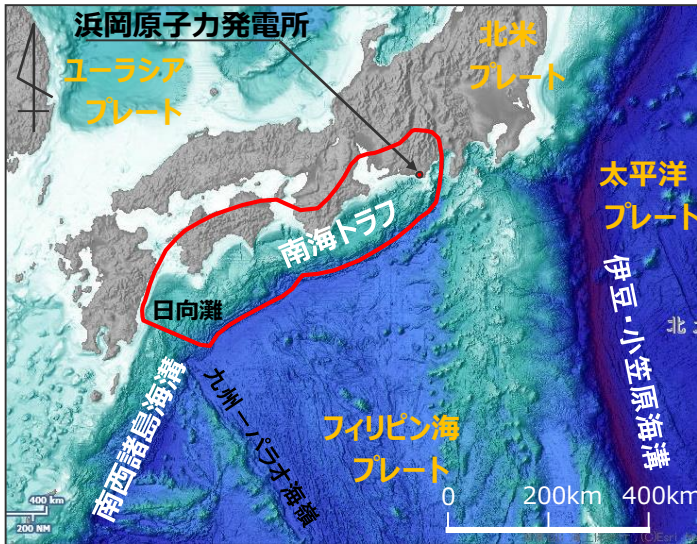 浜岡原子力発電所
北米
プレート
ユーラシア
プレート
太平洋
プレート
南海トラフ
日向灘
伊豆・小笠原海溝
北
南西諸島海溝
九州－パラオ海嶺
フィリピン海
プレート
0 200km 400km
400 km
200 NM